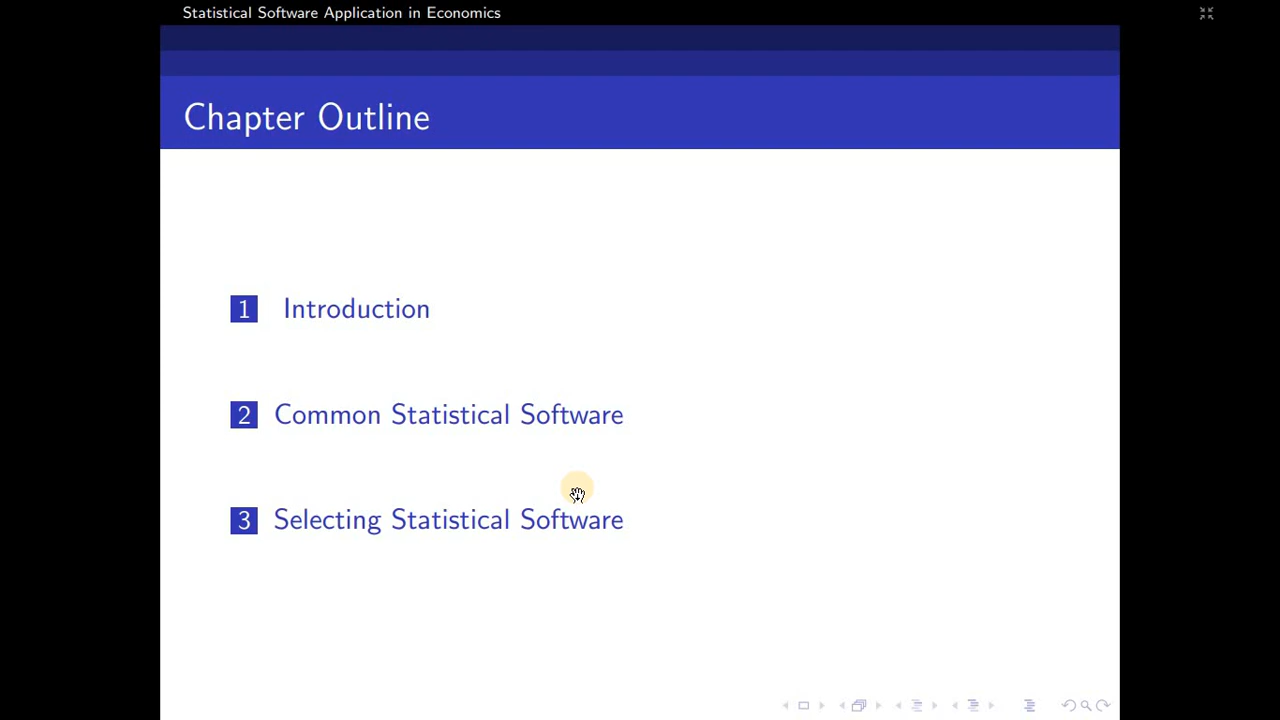 Statistical Software Application in Economics
Chapter Outline
1 Introduction
2 Common Statistical Software
3 Selecting Statistical Software